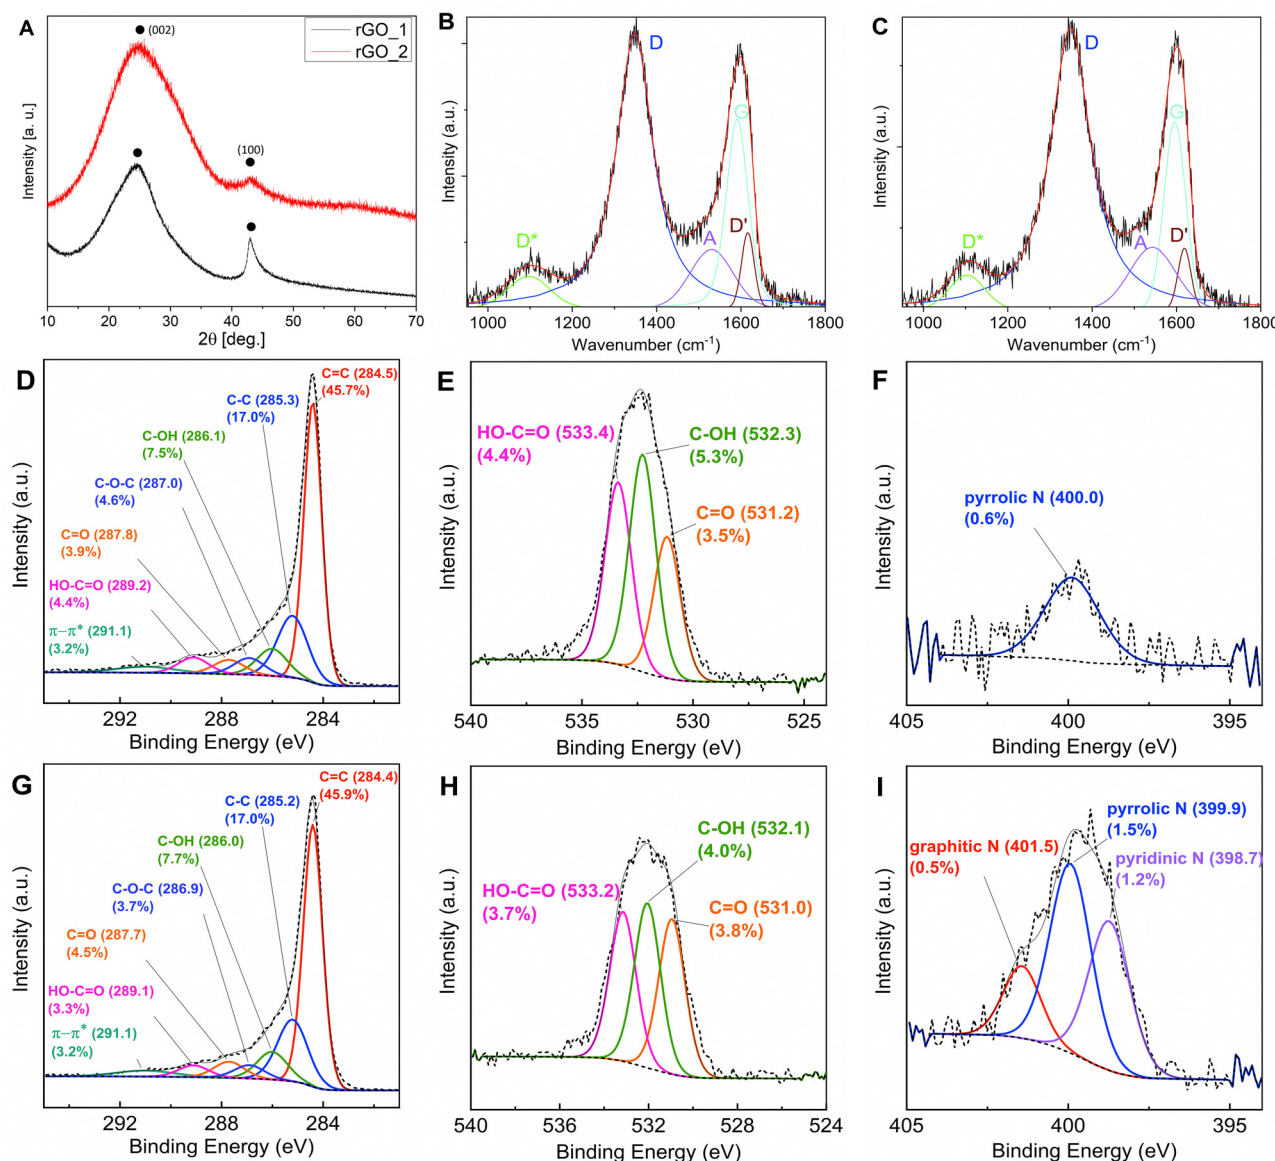 A
(002)
rGO_1
rGO_2
(100)
Intensity [a. u.]
10 20 30 40 50 60 70
2θ [deg.]
B
D
G
D*
A
D'
Intensity (a.u.)
1000 1200 1400 1600 1800
Wavenumber (cm-1)
C
D
G
D*
A
D'
Intensity (a.u.)
1000 1200 1400 1600 1800
Wavenumber (cm-1)
D
C=C (284.5)
(45.7%)
C-C (285.3)
(17.0%)
C-OH (286.1)
(7.5%)
C-O-C (287.0)
(4.6%)
C=O (287.8)
(3.9%)
HO-C=O (289.2)
(4.4%)
π–π* (291.1)
(3.2%)
Intensity (a.u.)
292 288 284
Binding Energy (eV)
E
HO-C=O (533.4)
(4.4%)
C-OH (532.3)
(5.3%)
C=O (531.2)
(3.5%)
Intensity (a.u.)
540 535 530 525
Binding Energy (eV)
F
pyrrolic N (400.0)
(0.6%)
Intensity (a.u.)
405 400 395
Binding Energy (eV)
G
C=C (284.4)
(45.9%)
C-C (285.2)
(17.0%)
C-OH (286.0)
(7.7%)
C-O-C (286.9)
(3.7%)
C=O (287.7)
(4.5%)
HO-C=O (289.1)
(3.3%)
π–π* (291.1)
(3.2%)
Intensity (a.u.)
292 288 284
Binding Energy (eV)
H
C-OH (532.1)
(4.0%)
HO-C=O (533.2)
(3.7%)
C=O (531.0)
(3.8%)
Intensity (a.u.)
540 536 532 528 524
Binding Energy (eV)
I
pyrrolic N (399.9)
(1.5%)
graphitic N (401.5)
(0.5%)
pyridinic N (398.7)
(1.2%)
Intensity (a.u.)
405 400 395
Binding Energy (eV)